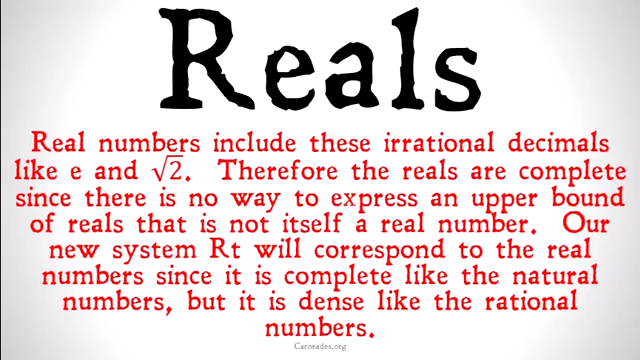 Reals
Real numbers include these irrational decimals
like e and √2. Therefore the reals are complete
since there is no way to express an upper bound
of reals that is not itself a real number. Our
new system Rt will correspond to the real
numbers since it is complete like the natural
numbers, but it is dense like the rational
numbers.
Carneades.org